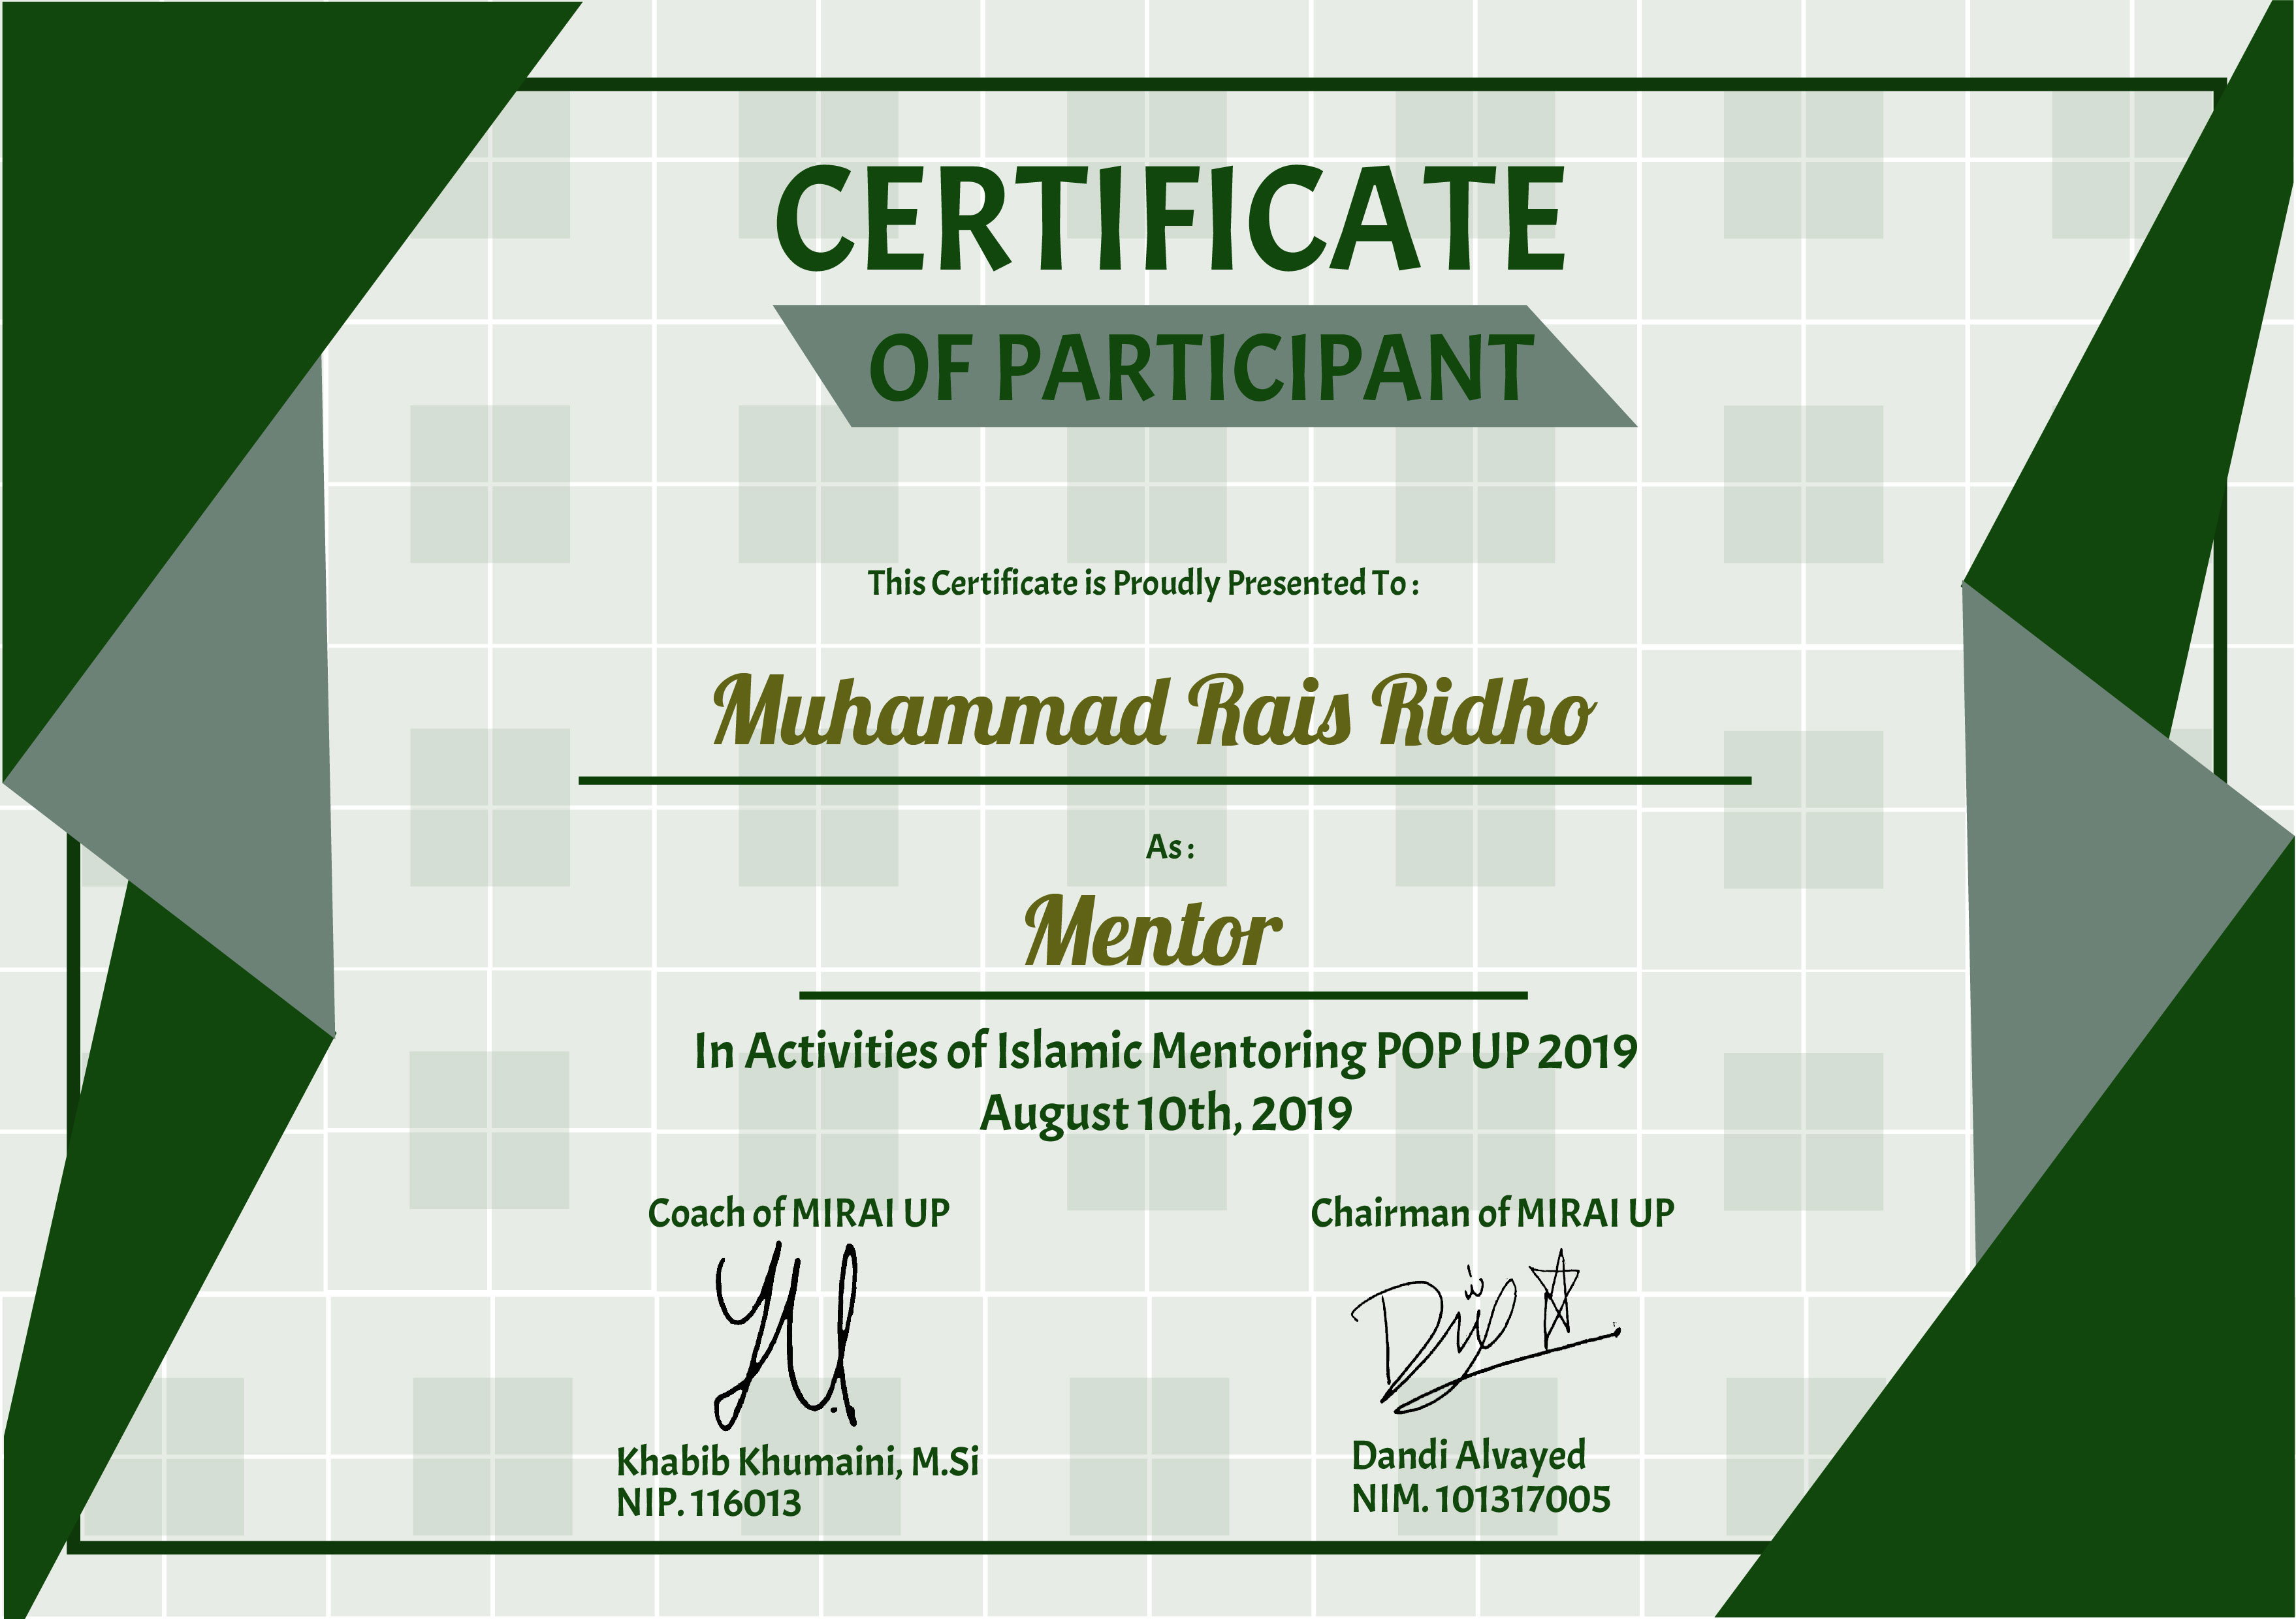 CERTIFICATE
OF PARTICIPANT
This Certificate is Proudly Presented To :
Muhammad Rais Ridho
As :
Mentor
In Activities of Islamic Mentoring POP UP 2019
August 10th, 2019
Coach of MIRAI UP
Chairman of MIRAI UP
Khabib Khumaini, M.Si
NIP. 116013
Dandi Alvayed
NIM. 101317005